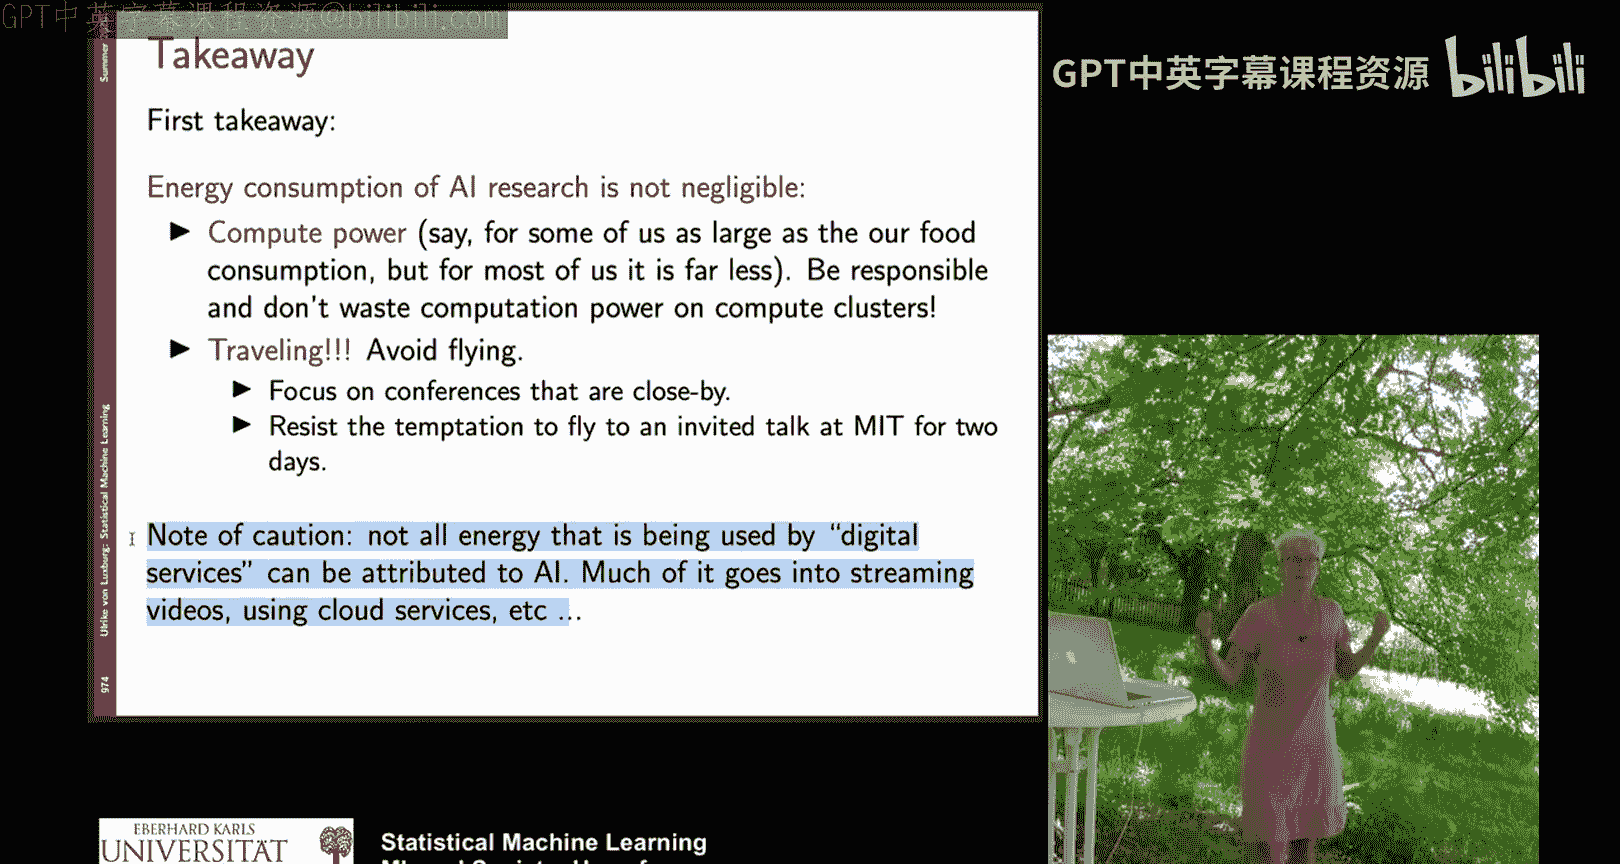 GPT中英字幕课程资源@bilibili.com
GPT中英字幕课程资源 bilibili
Summer
Takeaway
First takeaway:
Energy consumption of AI research is not negligible:
Compute power (say, for some of us as large as the our food
consumption, but for most of us it is far less). Be responsible
and don't waste computation power on compute clusters!
Traveling!!! Avoid flying.
Focus on conferences that are close-by.
Resist the temptation to fly to an invited talk at MIT for two
days.
Note of caution: not all energy that is being used by “digital
services” can be attributed to AI. Much of it goes into streaming
videos, using cloud services, etc ...
Ulrike von Luxburg: Statistical Machine Learning
974
EBERHARD KARLS
UNIVERSITÄT
Statistical Machine Learning